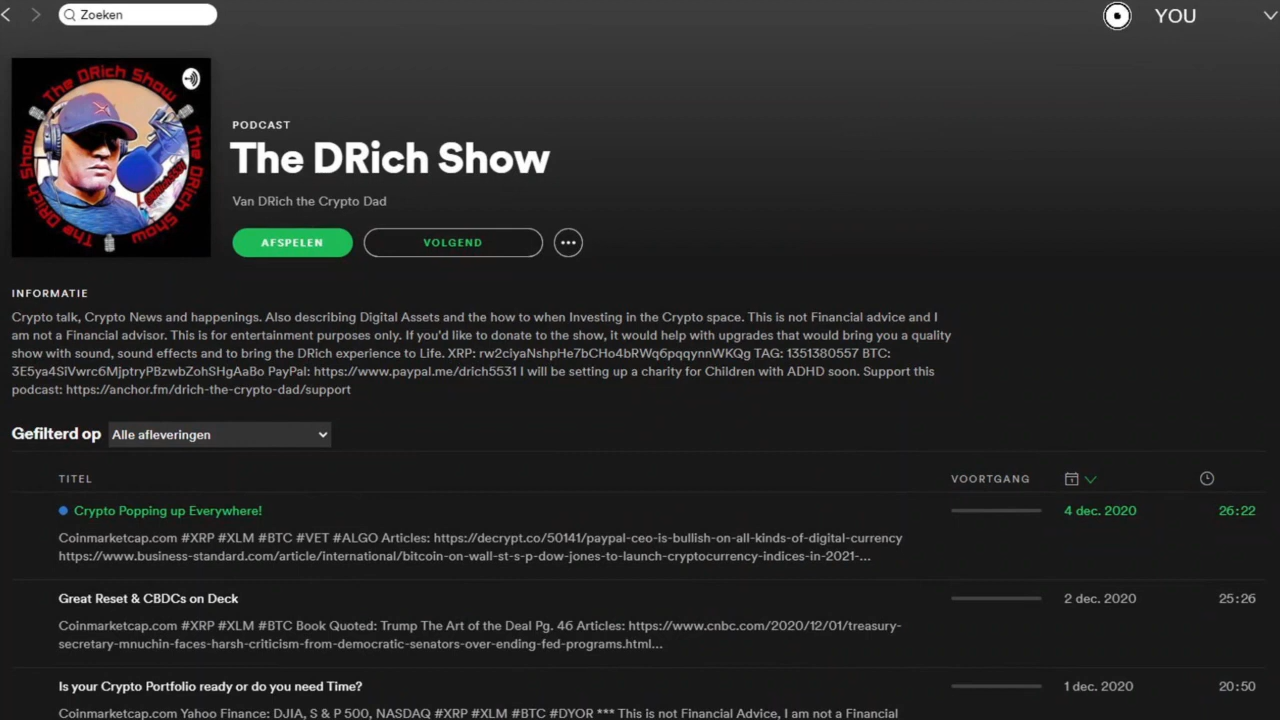 Zoeken
YOU
The DRich Show
The DRich Show
The DRich Show
The DRich Show
PODCAST
The DRich Show
Van DRich the Crypto Dad
AFSPELEN
VOLGEND
INFORMATIE
Crypto talk, Crypto News and happenings. Also describing Digital Assets and the how to when Investing in the Crypto space. This is not Financial advice and I
am not a Financial advisor. This is for entertainment purposes only. If you'd like to donate to the show, it would help with upgrades that would bring you a quality
show with sound, sound effects and to bring the DRich experience to Life. XRP: rw2ciyaNshpHe7bCHo4bRWq6pqqynnWKQg TAG: 1351380557 BTC:
3E5ya4SiVwrc6MjptryPBzwbZohSHgAaBo PayPal: https://www.paypal.me/drich5531 I will be setting up a charity for Children with ADHD soon. Support this
podcast: https://anchor.fm/drich-the-crypto-dad/support
Gefilterd op Alle afleveringen
TITEL VOORTGANG
Crypto Popping up Everywhere! 4 dec. 2020 26:22
Coinmarketcap.com #XRP #XLM #BTC #VET #ALGO Articles: https://decrypt.co/50141/paypal-ceo-is-bullish-on-all-kinds-of-digital-currency
https://www.business-standard.com/article/international/bitcoin-on-wall-st-s-p-dow-jones-to-launch-cryptocurrency-indices-in-2021-...
Great Reset & CBDCs on Deck 2 dec. 2020 25:26
Coinmarketcap.com #XRP #XLM #BTC Book Quoted: Trump The Art of the Deal Pg. 46 Articles: https://www.cnbc.com/2020/12/01/treasury-
secretary-mnuchin-faces-harsh-criticism-from-democratic-senators-over-ending-fed-programs.html...
Is your Crypto Portfolio ready or do you need Time? 1 dec. 2020 20:50
Coinmarketcap.com Yahoo Finance: DJIA, S & P 500, NASDAQ #XRP #XLM #BTC #DYOR *** This is not Financial Advice, I am not a Financial